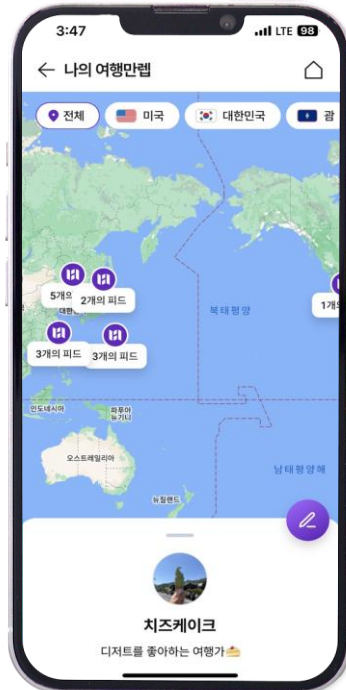 3:47
LTE 98
나의 여행만렙
전체
미국
대한민국
괌
5개의
2개의 피드
대한
3개의 피드
3개의 피드
1개
북태평양
인도네시아
파푸아
뉴기니
오스트레일리아
남태평양해
뉴질랜드
치즈케이크
디저트를 좋아하는 여행가🍰